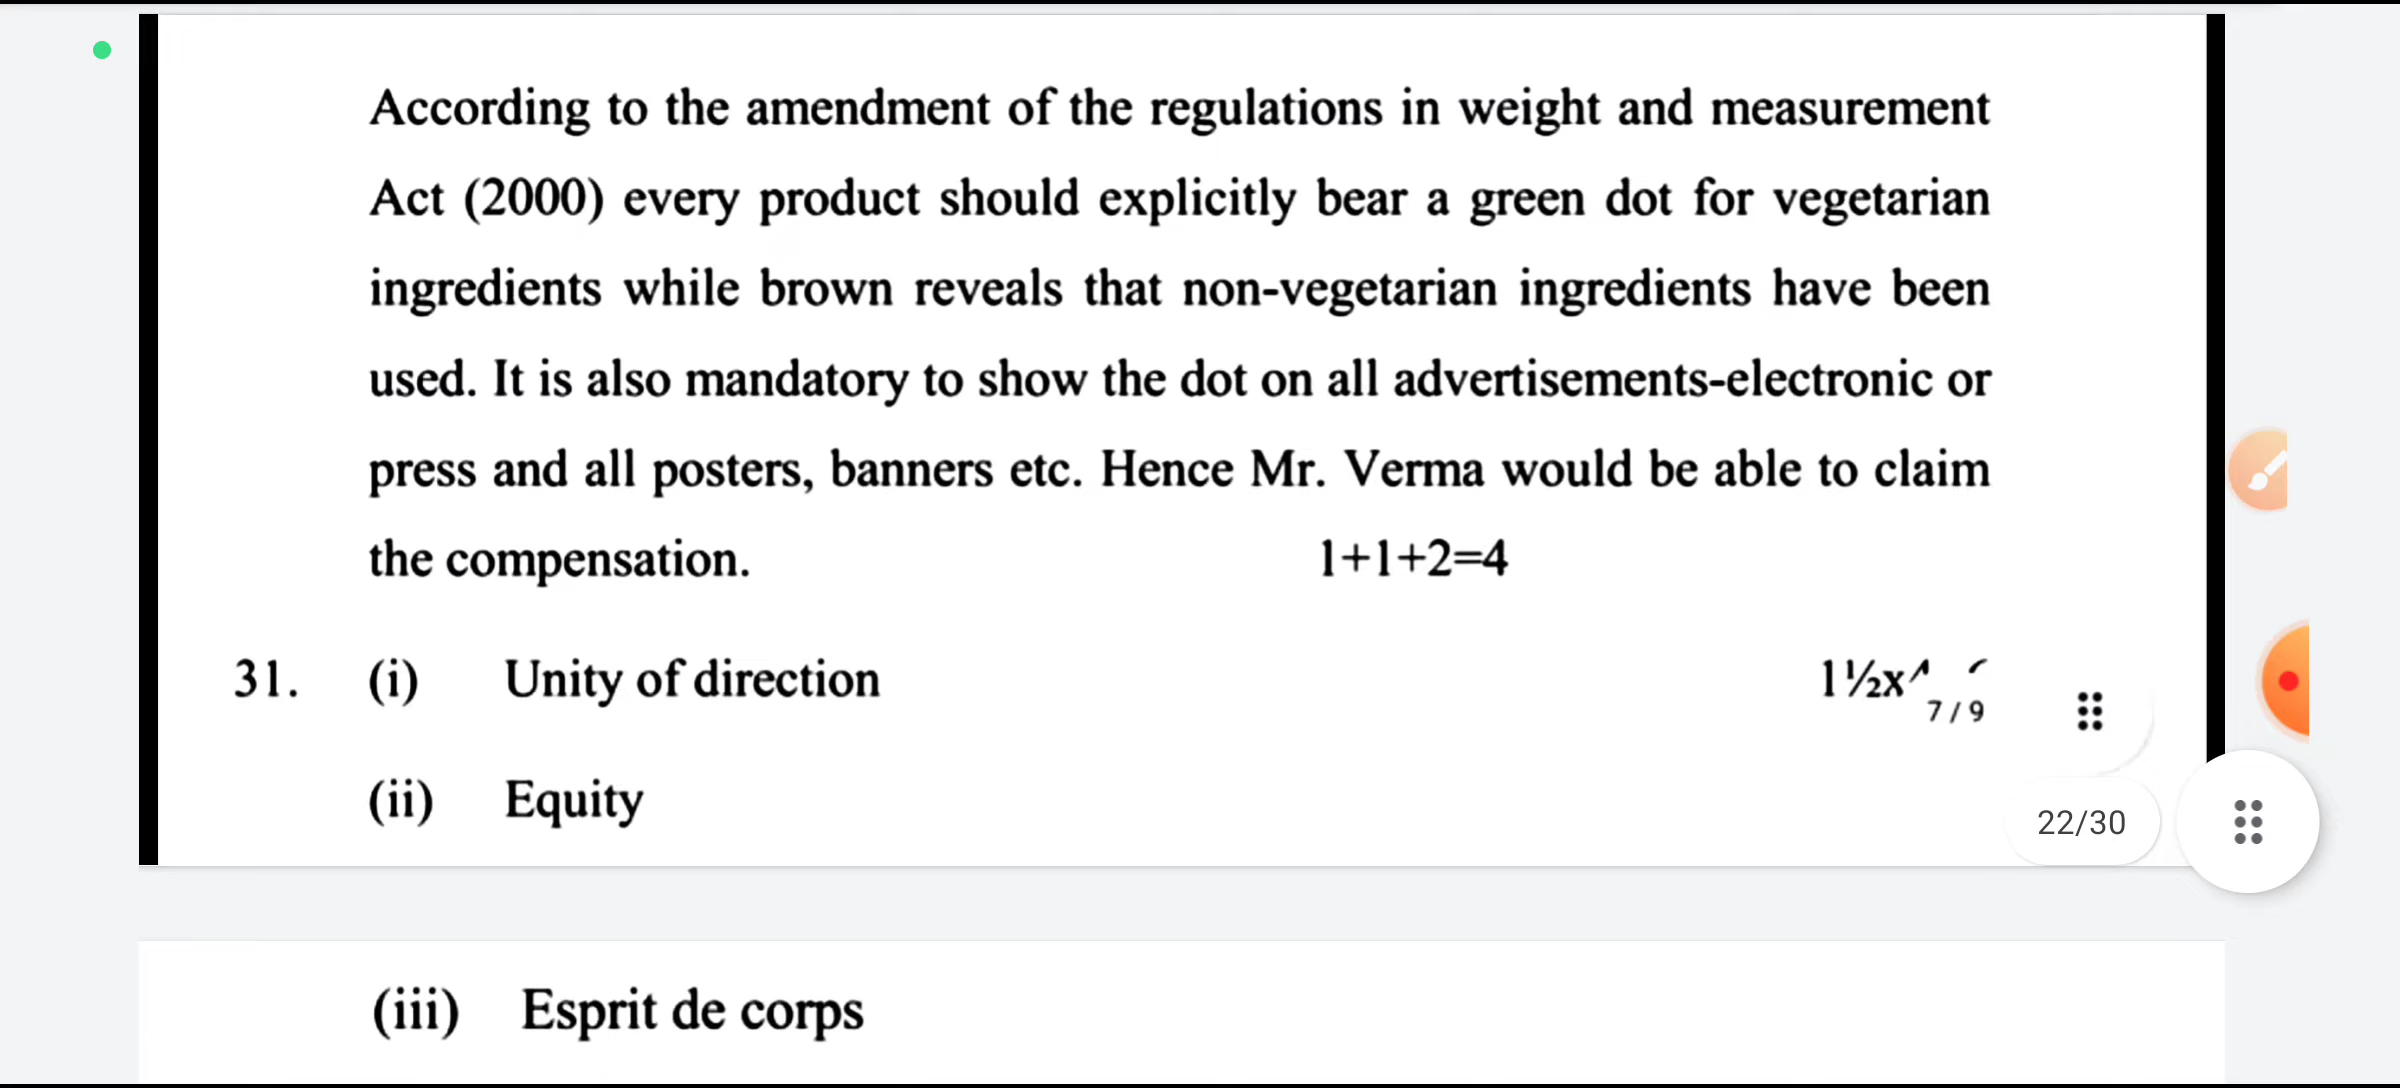 According to the amendment of the regulations in weight and measurement
Act (2000) every product should explicitly bear a green dot for vegetarian
ingredients while brown reveals that non-vegetarian ingredients have been
used. It is also mandatory to show the dot on all advertisements-electronic or
press and all posters, banners etc. Hence Mr. Verma would be able to claim
the compensation. 1+1+2=4
31. (i) Unity of direction 1½x
7 / 9
(ii) Equity
22/30
(iii) Esprit de corps